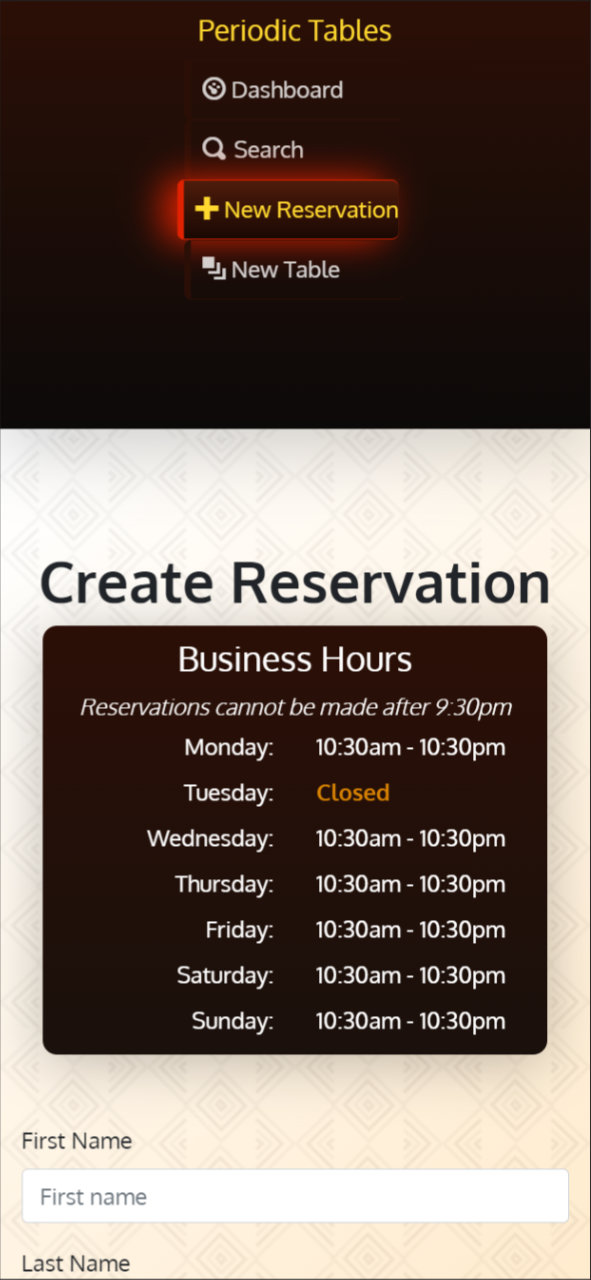 Periodic Tables
Dashboard
Search
New Reservation
New Table
Create Reservation
Business Hours
Reservations cannot be made after 9:30pm
Monday: 10:30am - 10:30pm
Tuesday: Closed
Wednesday: 10:30am - 10:30pm
Thursday: 10:30am - 10:30pm
Friday: 10:30am - 10:30pm
Saturday: 10:30am - 10:30pm
Sunday: 10:30am - 10:30pm
First Name
First name
Last Name